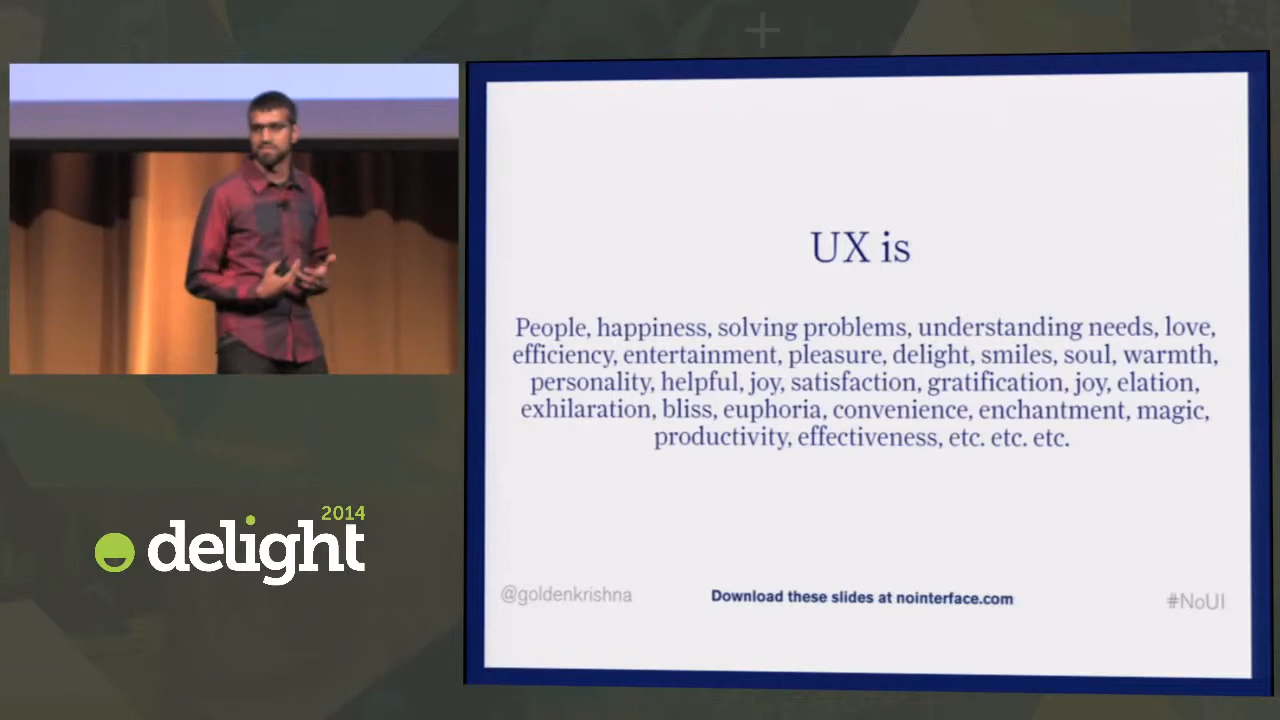 UX is
People, happiness, solving problems, understanding needs, love,
efficiency, entertainment, pleasure, delight, smiles, soul, warmth,
personality, helpful, joy, satisfaction, gratification, joy, elation,
exhilaration, bliss, euphoria, convenience, enchantment, magic,
productivity, effectiveness, etc. etc. etc.
@goldenkrishna
Download these slides at nointerface.com
#NoUI
2014
delight